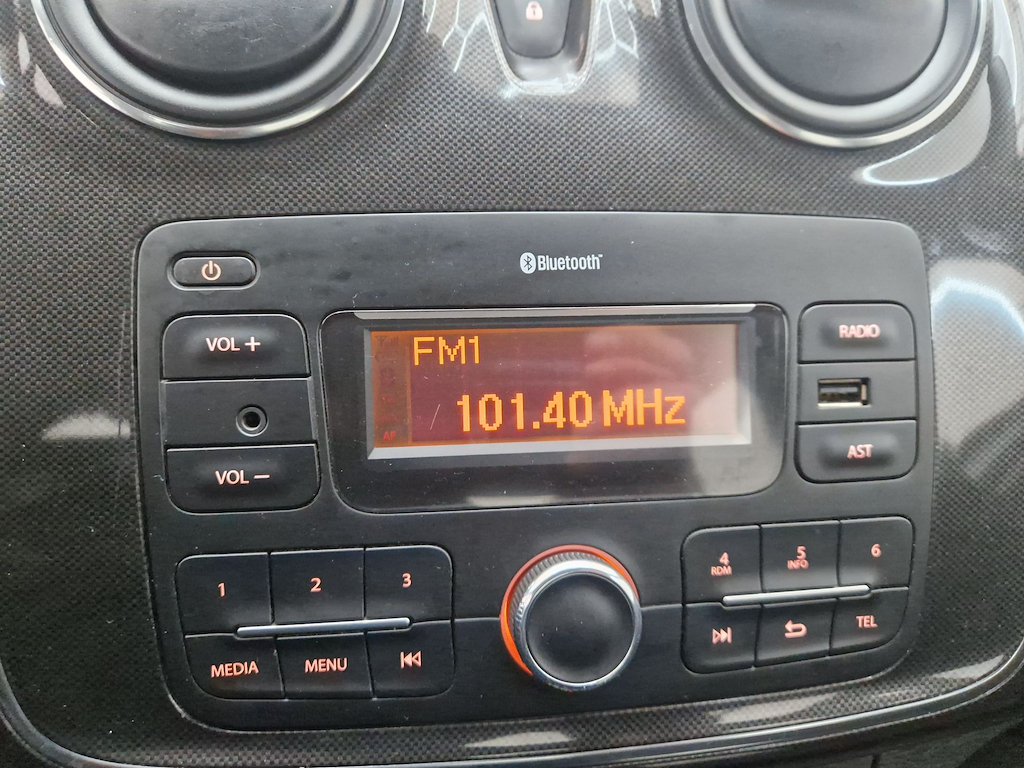 Bluetooth
VOL +
FM1
RADIO
101.40 MHz
AF
VOL –
AST
1
2
3
4
RDM
5
INFO
6
MEDIA
MENU
TEL